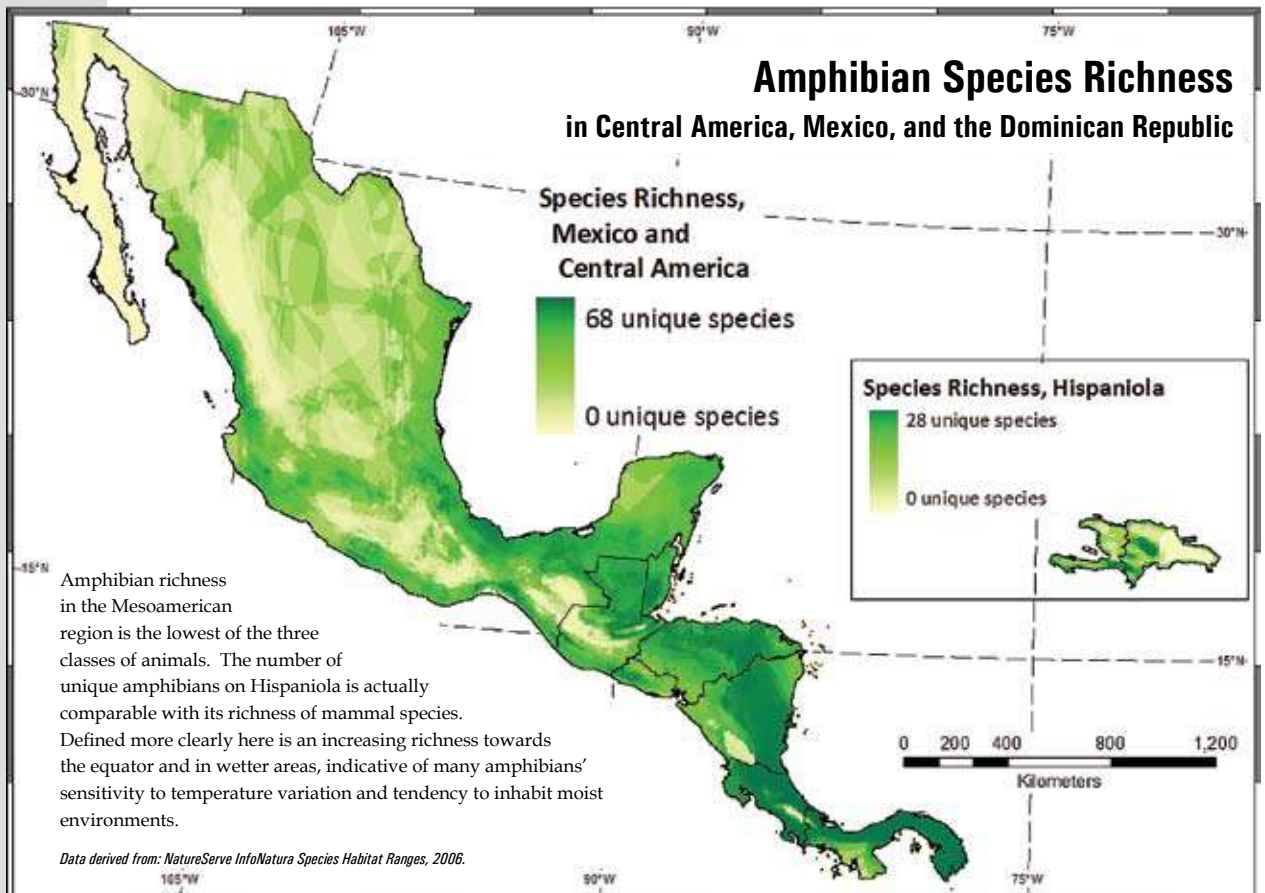 105°W
90°W
75°W
Amphibian Species Richness
in Central America, Mexico, and the Dominican Republic
30°N
30°N
Species Richness,
Mexico and
Central America
68 unique species
0 unique species
Species Richness, Hispaniola
28 unique species
0 unique species
15°N
15°N
Amphibian richness
in the Mesoamerican
region is the lowest of the three
classes of animals. The number of
unique amphibians on Hispaniola is actually
comparable with its richness of mammal species.
Defined more clearly here is an increasing richness towards
the equator and in wetter areas, indicative of many amphibians'
sensitivity to temperature variation and tendency to inhabit moist
environments.
0 200 400 800 1,200
Kilometers
Data derived from: NatureServe InfoNatura Species Habitat Ranges, 2006.
105°W
90°W
75°W